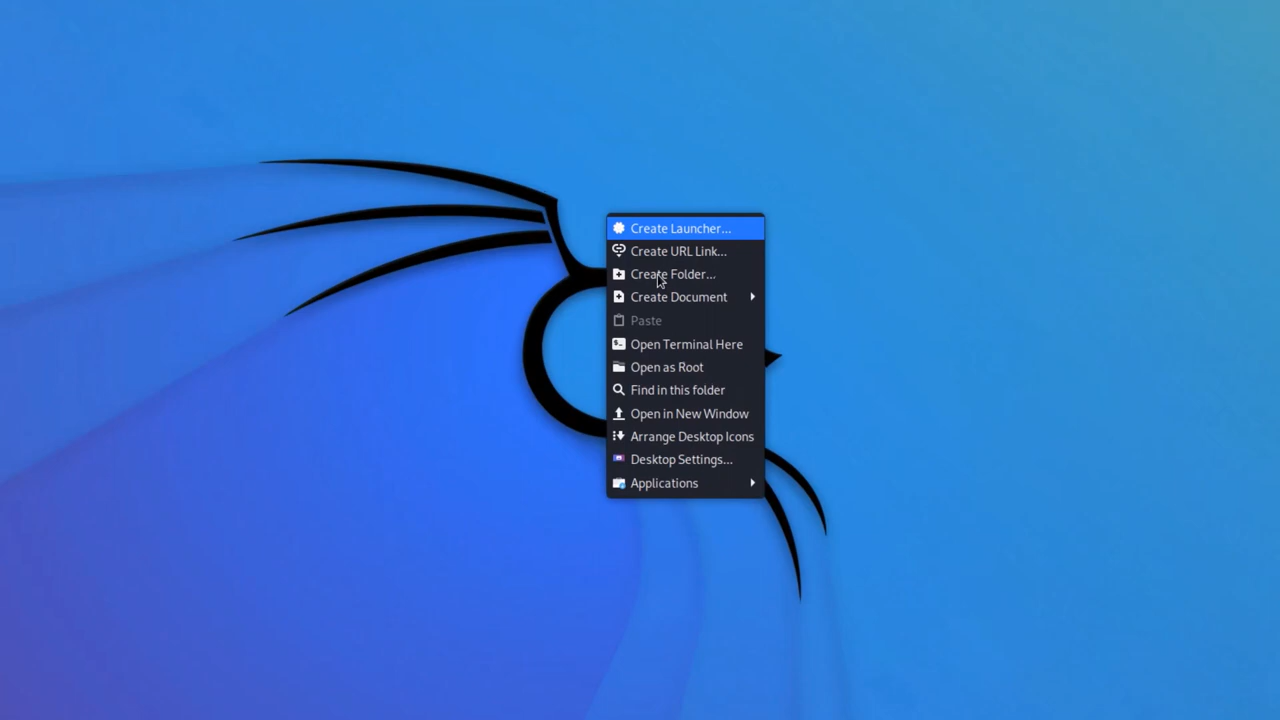 Create Launcher...
Create URL Link...
Create Folder...
Create Document
Paste
Open Terminal Here
Open as Root
Find in this folder
Open in New Window
Arrange Desktop Icons
Desktop Settings...
Applications